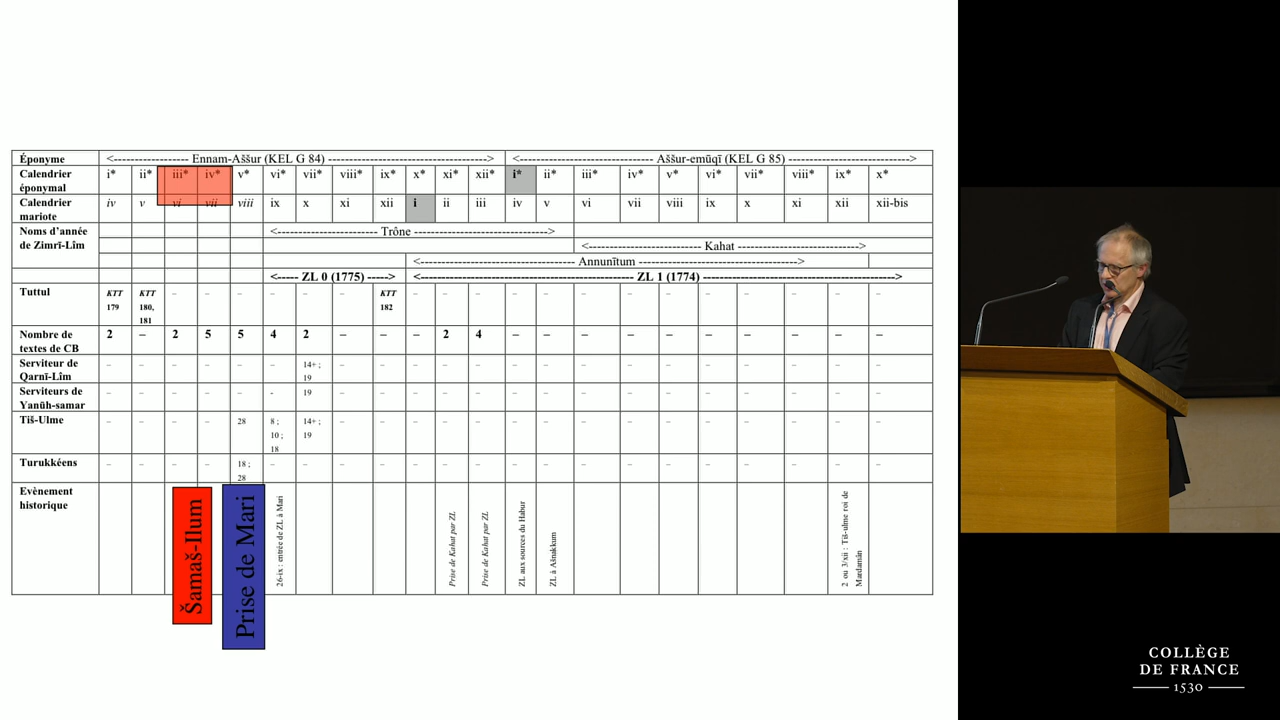 Éponyme <------------------- Ennam-Aššur (KEL G 84) --------------------------------------> <-------------------------------- Aššur-emūqī (KEL G 85) ------------------------------>
Calendrier éponymal i* ii* iii* iv* v* vi* vii* viii* ix* x* xi* xii* i* ii* iii* iv* v* vi* vii* viii* ix* x*
Calendrier mariote iv v vi vii viii ix x xi xii i ii iii iv v vi vii viii ix x xi xii xii-bis
Noms d'année de Zimrī-Lîm <------------------------- Trône --------------------------------->
<---------------------------- Kahat ------------------------------>
<-------------------------------------- Annunītum --------------------------------------->
<----- ZL 0 (1775) -----> <---------------------------------------------- ZL 1 (1774) ------------------------------------------>
Tuttul KTT 179 KTT 180, 181 – – – – – – KTT 182 – – – – – – – – – – – – –
Nombre de textes de CB 2 – 2 5 5 4 2 – – – 2 4 – – – – – – – – – –
Serviteur de Qarnī-Lîm – – – – – – 14+ ; 19 – – – – – – – – – – – – – – –
Serviteurs de Yanūh-samar – – – – – - 19 – – – – – – – – – – – – – – –
Tiš-Ulme – – – – 28 8 ; 10 ; 18 14+ ; 19 – – – – – – – – – – – – – – –
Turukkéens – – – – 18 ; 28 – – – – – – – – – – – – – – – – –
Evènement historique
Šamaš-Ilum
Prise de Mari
26-ix : entrée de ZL à Mari
Prise de Kahat par ZL
Prise de Kahat par ZL
ZL aux sources du Habur
ZL à Ašnakkum
2 ou 3/xii : Tiš-ulme roi de Mardamân
COLLÈGE
DE FRANCE
1530